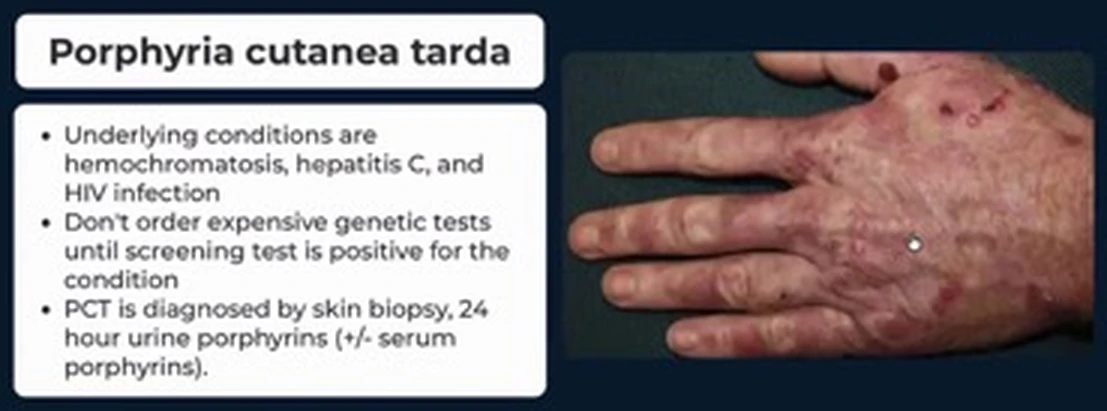 Porphyria cutanea tarda
• Underlying conditions are
hemochromatosis, hepatitis C, and
HIV infection
• Don't order expensive genetic tests
until screening test is positive for the
condition
• PCT is diagnosed by skin biopsy, 24
hour urine porphyrins (+/- serum
porphyrins).